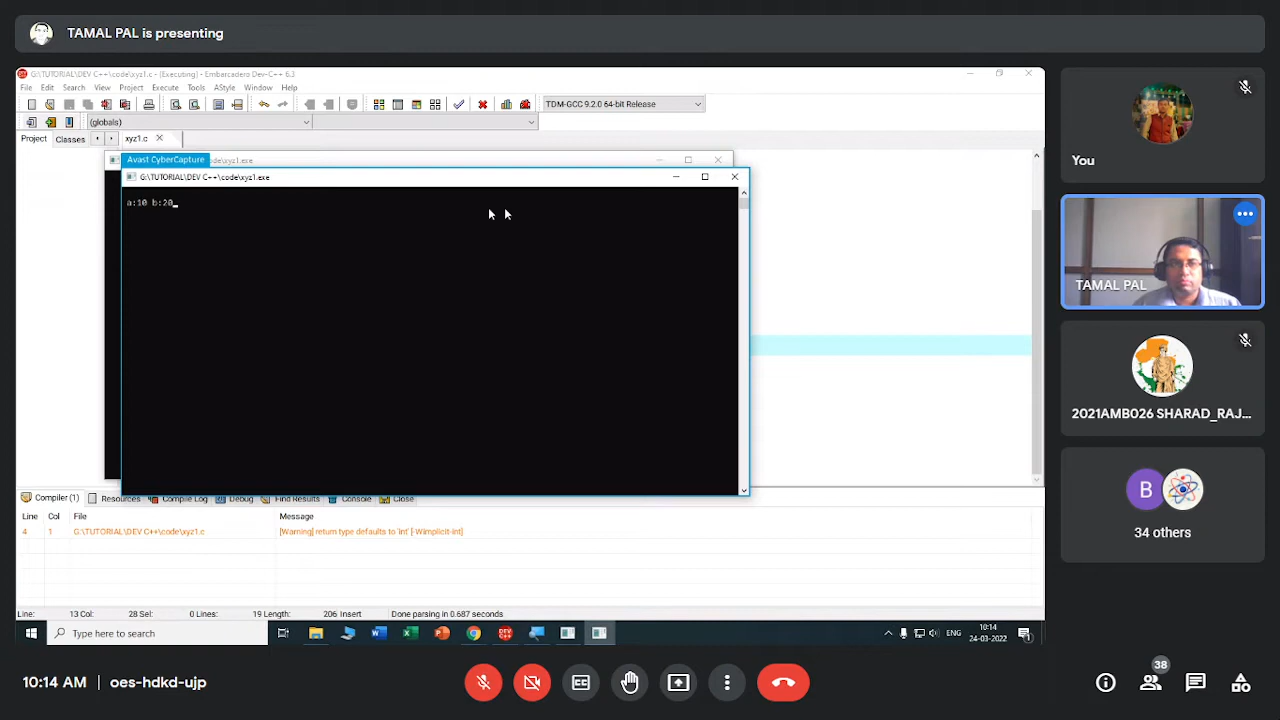 TAMAL PAL is presenting
G:\TUTORIAL\DEV C++\code\xyz1.c - [Executing] - Embarcadero Dev-C++ 6.3
File Edit Search View Project Execute Tools AStyle Window Help
TDM-GCC 9.2.0 64-bit Release
(globals)
Project Classes xyz1.c
Avast CyberCapture
ode\xyz1.exe
G:\TUTORIAL\DEV C++\code\xyz1.exe
a:10 b:20_
Compiler (1) Resources Compile Log Debug Find Results Console Close
Line Col File Message
4 1 G:\TUTORIAL\DEV C++\code\xyz1.c [Warning] return type defaults to 'int' [-Wimplicit-int]
Line: 13 Col: 28 Sel: 0 Lines: 19 Length: 206 Insert Done parsing in 0.687 seconds
Type here to search
ENG
10:14
24-03-2022
You
TAMAL PAL
2021AMB026 SHARAD_RAJ...
B
34 others
10:14 AM | oes-hdkd-ujp
38